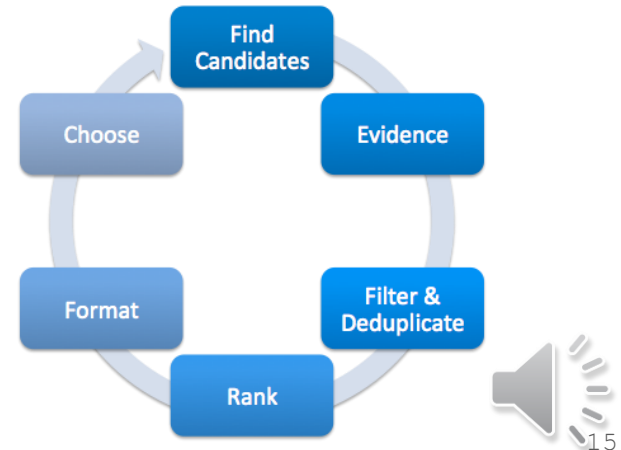 Find
Candidates
Evidence
Filter &
Deduplicate
Rank
Format
Choose
15